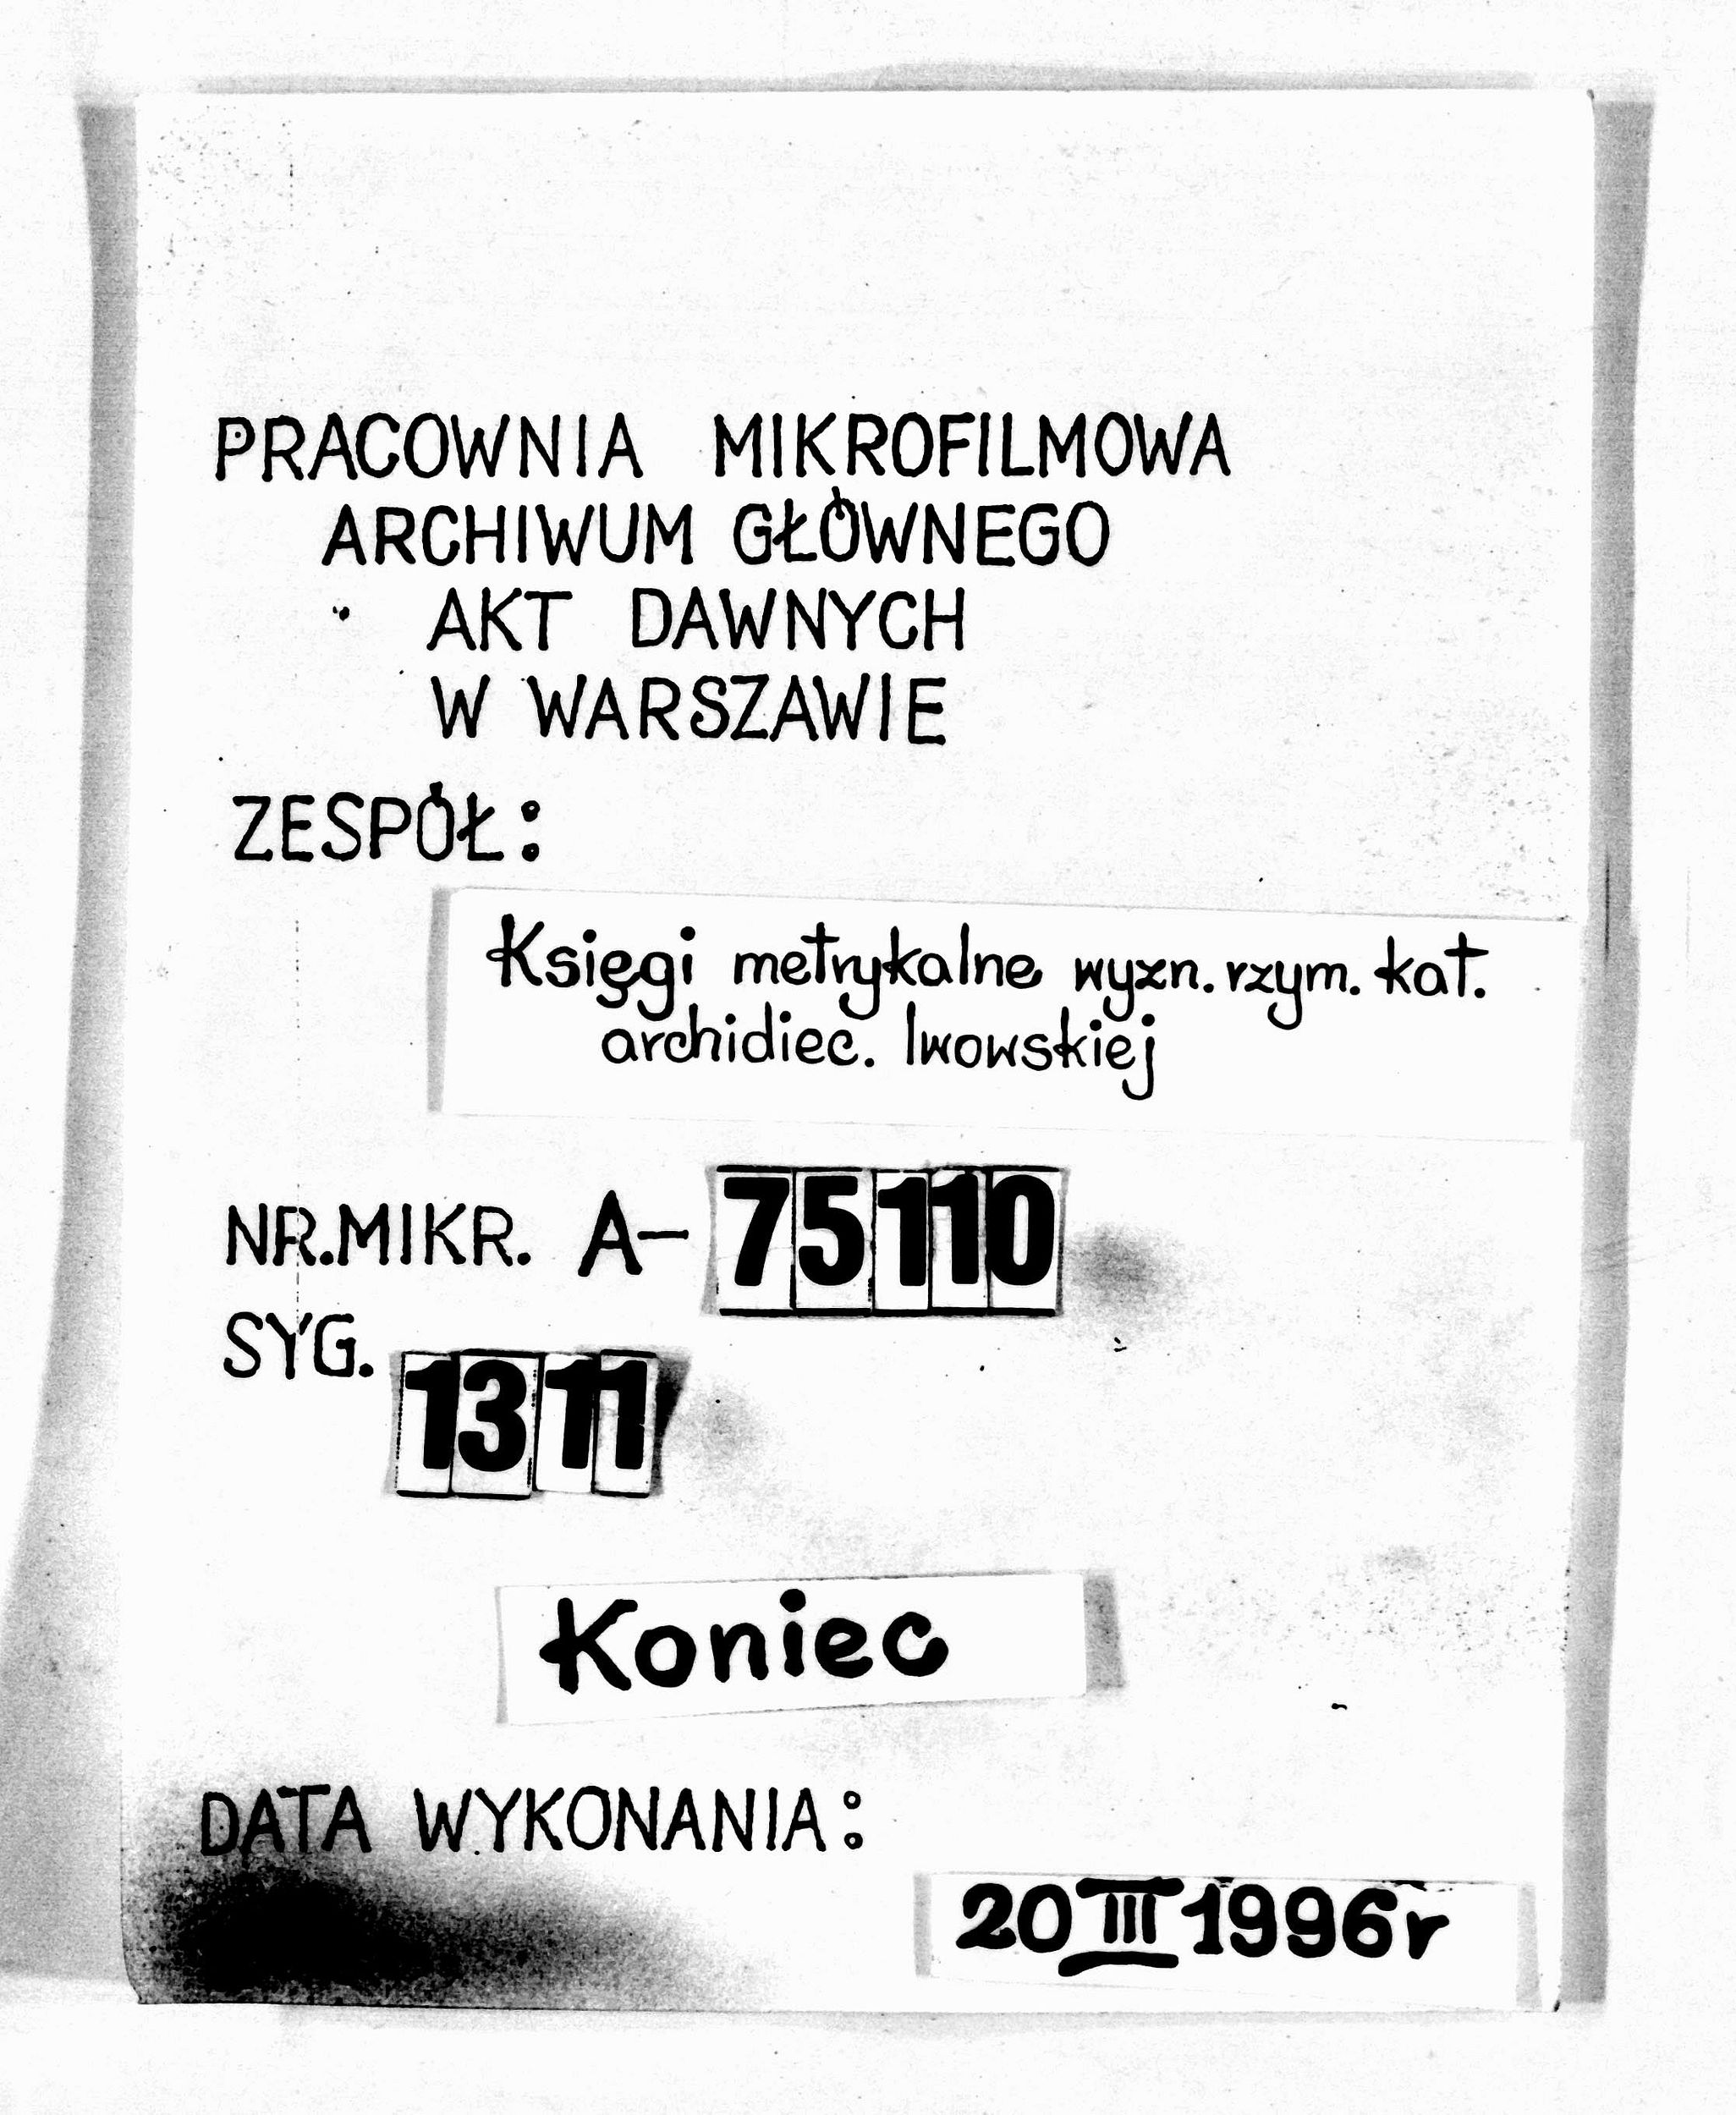 PRACOWNIA MIKROFILMOWA
ARCHIWUM GŁÓWNEGO
AKT DAWNYCH
W WARSZAWIE
ZESPÓŁ:
Księgi metrykalne wyzn. rzym. kat.
archidiec. lwowskiej
NR.MIKR. A- 75110
SYG. 1311
Koniec
DATA WYKONANIA:
20 III 1996r